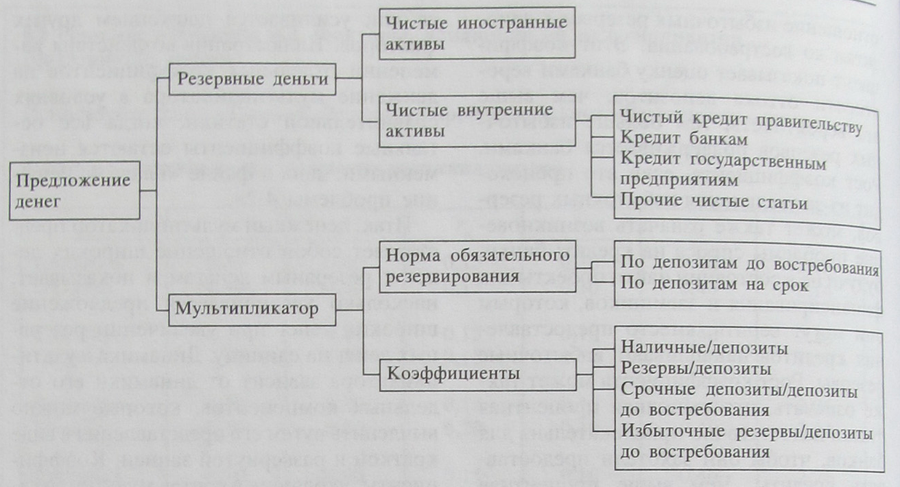 Чистые иностранные
активы
Резервные деньги
Чистые внутренние
активы
Чистый кредит правительству
Кредит банкам
Кредит государственным
предприятиям
Прочие чистые статьи
Предложение
денег
Норма обязательного
резервирования
По депозитам до востребования
По депозитам на срок
Мультипликатор
Коэффициенты
Наличные/депозиты
Резервы/депозиты
Срочные депозиты/депозиты
до востребования
Избыточные резервы/депозиты
до востребования